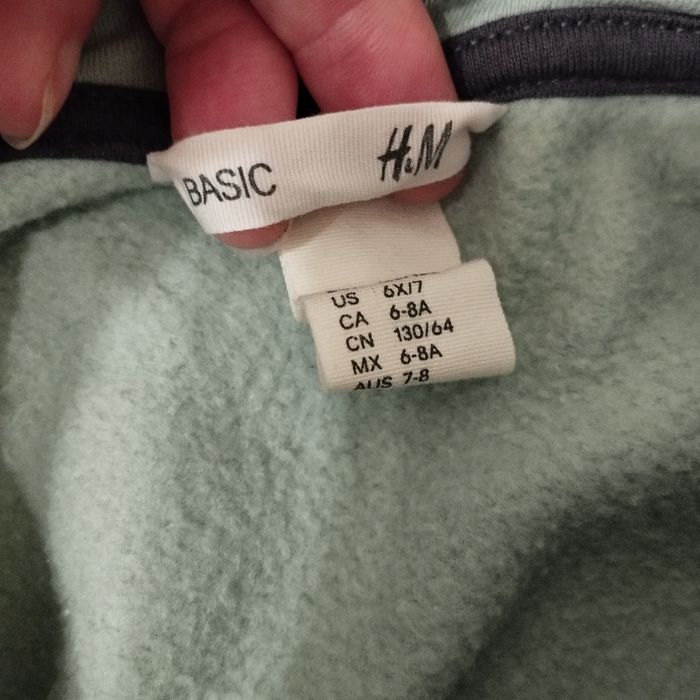 BASIC H&M
US 6X/7
CA 6-8A
CN 130/64
MX 6-8A
AUS 7-8